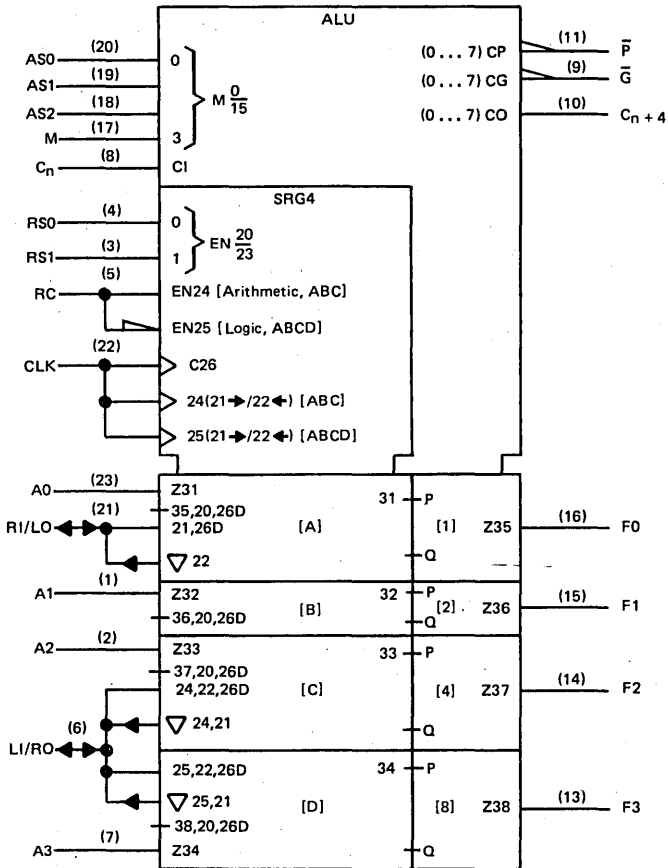 ALU
AS0 (20) 0
AS1 (19)
AS2 (18)
M (17) 3
M 0/15
Cn (8) CI
(0 ... 7) CP (11) P̅
(0 ... 7) CG (9) G̅
(0 ... 7) CO (10) Cn + 4
SRG4
RS0 (4) 0
RS1 (3) 1
EN 20/23
RC (5) EN24 [Arithmetic, ABC]
EN25 [Logic, ABCD]
CLK (22) C26
24(21→/22←) [ABC]
25(21→/22←) [ABCD]
A0 (23) Z31
35,20,26D
RI/LO (21) 21,26D [A]
▽ 22
31 P
Q
[1] Z35 (16) F0
A1 (1) Z32
36,20,26D [B]
32 P
Q
[2] Z36 (15) F1
A2 (2) Z33
37,20,26D
24,22,26D [C]
▽ 24,21
33 P
Q
[4] Z37 (14) F2
LI/RO (6)
25,22,26D
▽ 25,21 [D]
38,20,26D
A3 (7) Z34
34 P
Q
[8] Z38 (13) F3